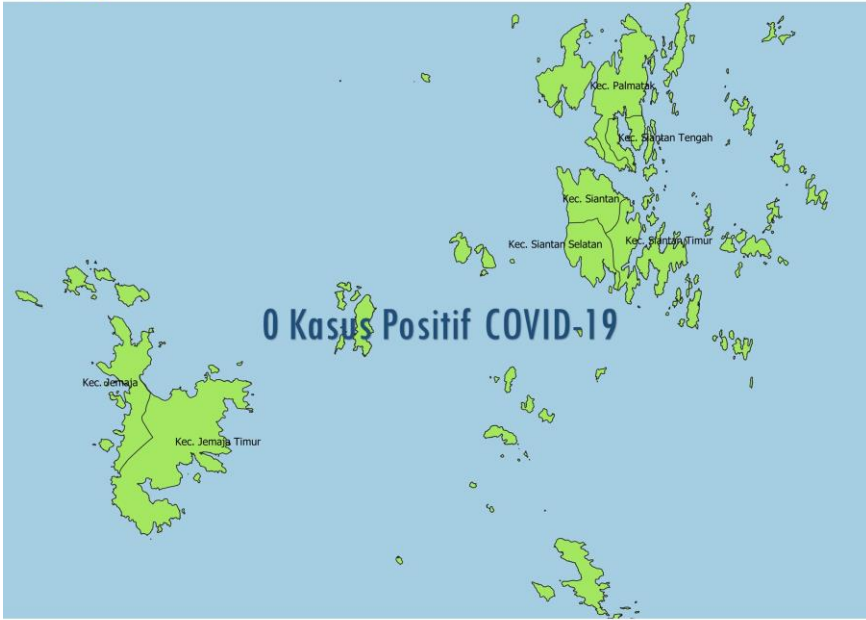 Kec. Palmatak
Kec. Siantan Tengah
Kec. Siantan
Kec. Siantan Selatan
Kec. Siantan Timur
0 Kasus Positif COVID-19
Kec. Jemaja
Kec. Jemaja Timur